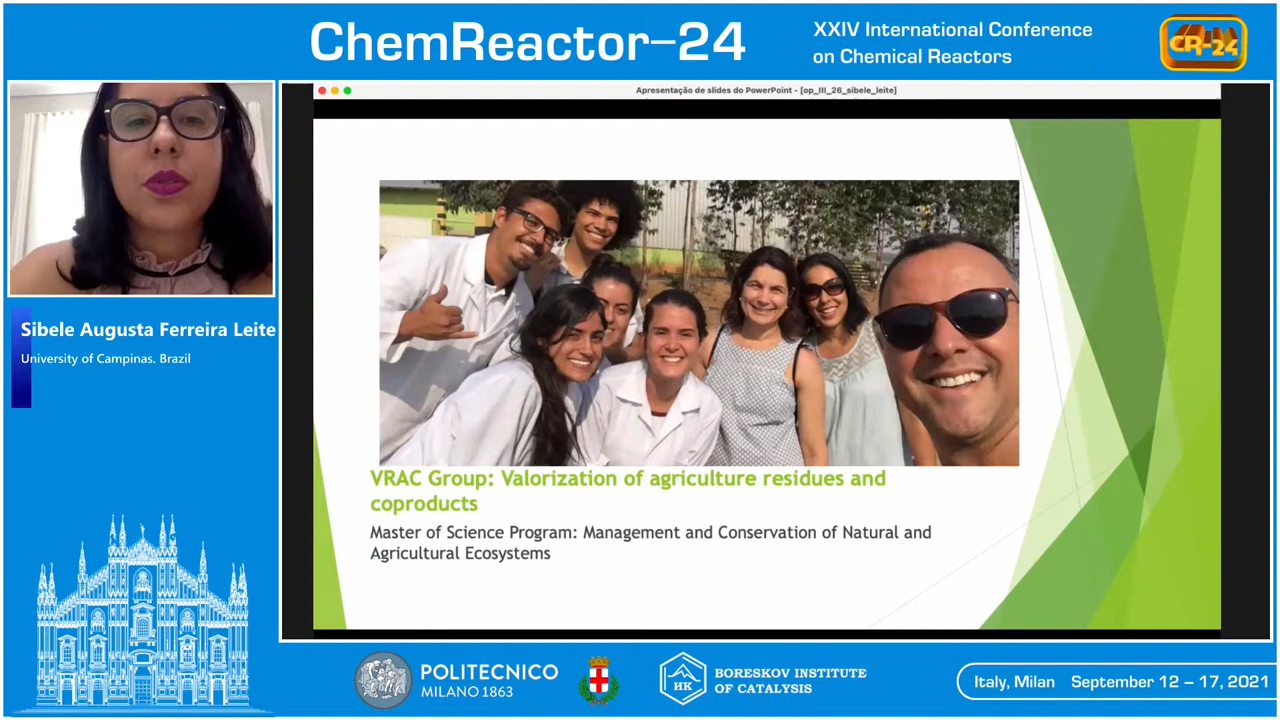 ChemReactor–24
XXIV International Conference
on Chemical Reactors
CR-24
Apresentação de slides do PowerPoint - [op_III_26_sibele_leite]
Sibele Augusta Ferreira Leite
University of Campinas. Brazil
VRAC Group: Valorization of agriculture residues and
coproducts
Master of Science Program: Management and Conservation of Natural and
Agricultural Ecosystems
POLITECNICO
MILANO 1863
ИК
BORESKOV INSTITUTE
OF CATALYSIS
Italy, Milan September 12 – 17, 2021